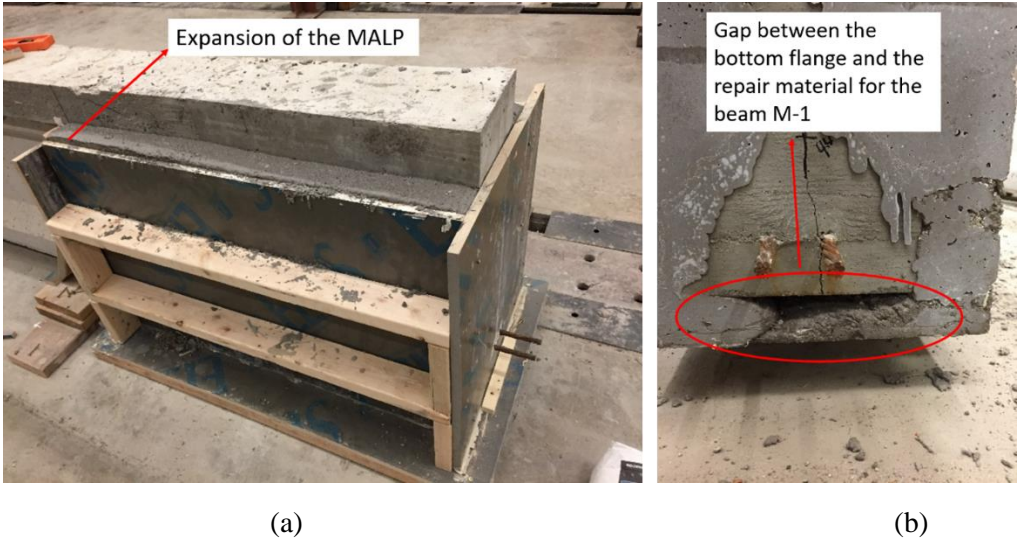 Expansion of the MALP
Gap between the
bottom flange and the
repair material for the
beam M-1
(a)
(b)